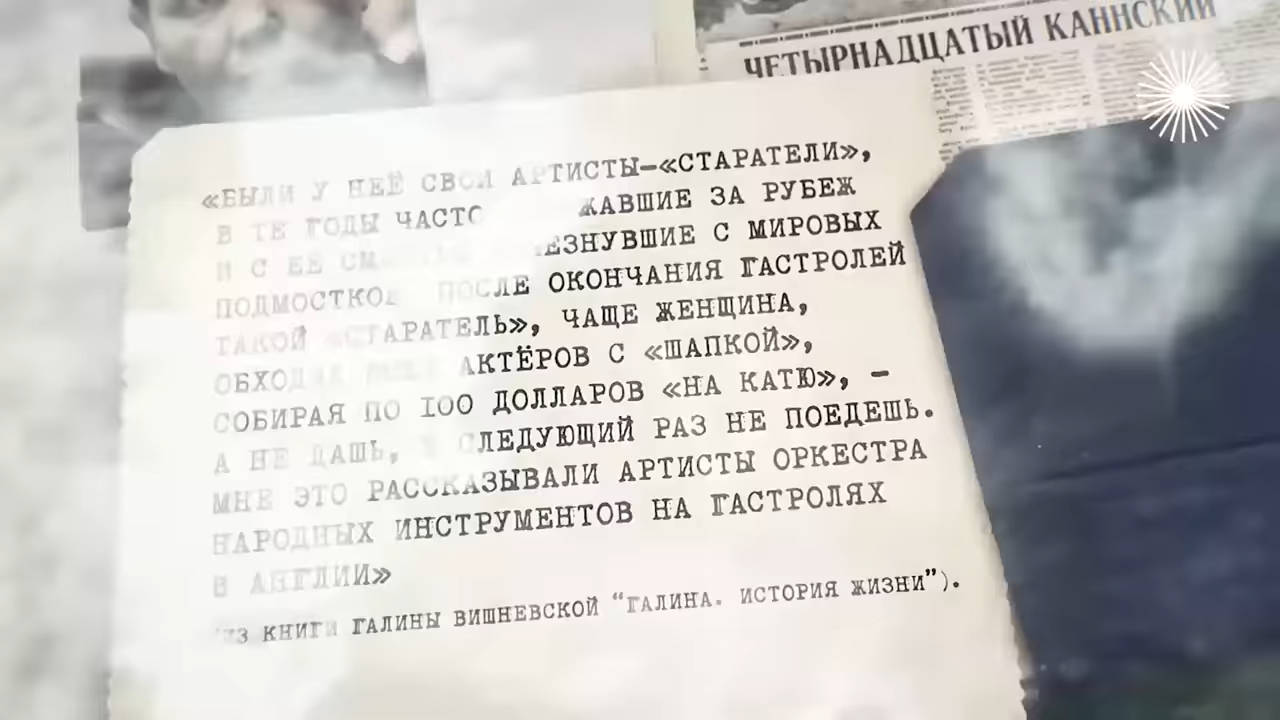 ЧЕТЫРНАДЦАТЫЙ КАННСКИЙ
«БЫЛИ У НЕЁ СВОИ АРТИСТЫ–«СТАРАТЕЛИ»,
В ТЕ ГОДЫ ЧАСТО ЗА РУБЕЖ
И С ЕЕ С МИРОВЫХ
ПОДМОСТКОВ ПОСЛЕ ОКОНЧАНИЯ ГАСТРОЛЕЙ
ТАКОЙ «СТАРАТЕЛЬ», ЧАЩЕ ЖЕНЩИНА,
АКТЁРОВ С «ШАПКОЙ»,
СОБИРАЯ ПО 100 ДОЛЛАРОВ «НА КАТЮ», –
А НЕ ДАШЬ, В СЛЕДУЮЩИЙ РАЗ НЕ ПОЕДЕШЬ.
МНЕ ЭТО РАССКАЗЫВАЛИ АРТИСТЫ ОРКЕСТРА
НАРОДНЫХ ИНСТРУМЕНТОВ НА ГАСТРОЛЯХ
В АНГЛИИ»
ИЗ КНИГИ ГАЛИНЫ ВИШНЕВСКОЙ “ГАЛИНА. ИСТОРИЯ ЖИЗНИ”).